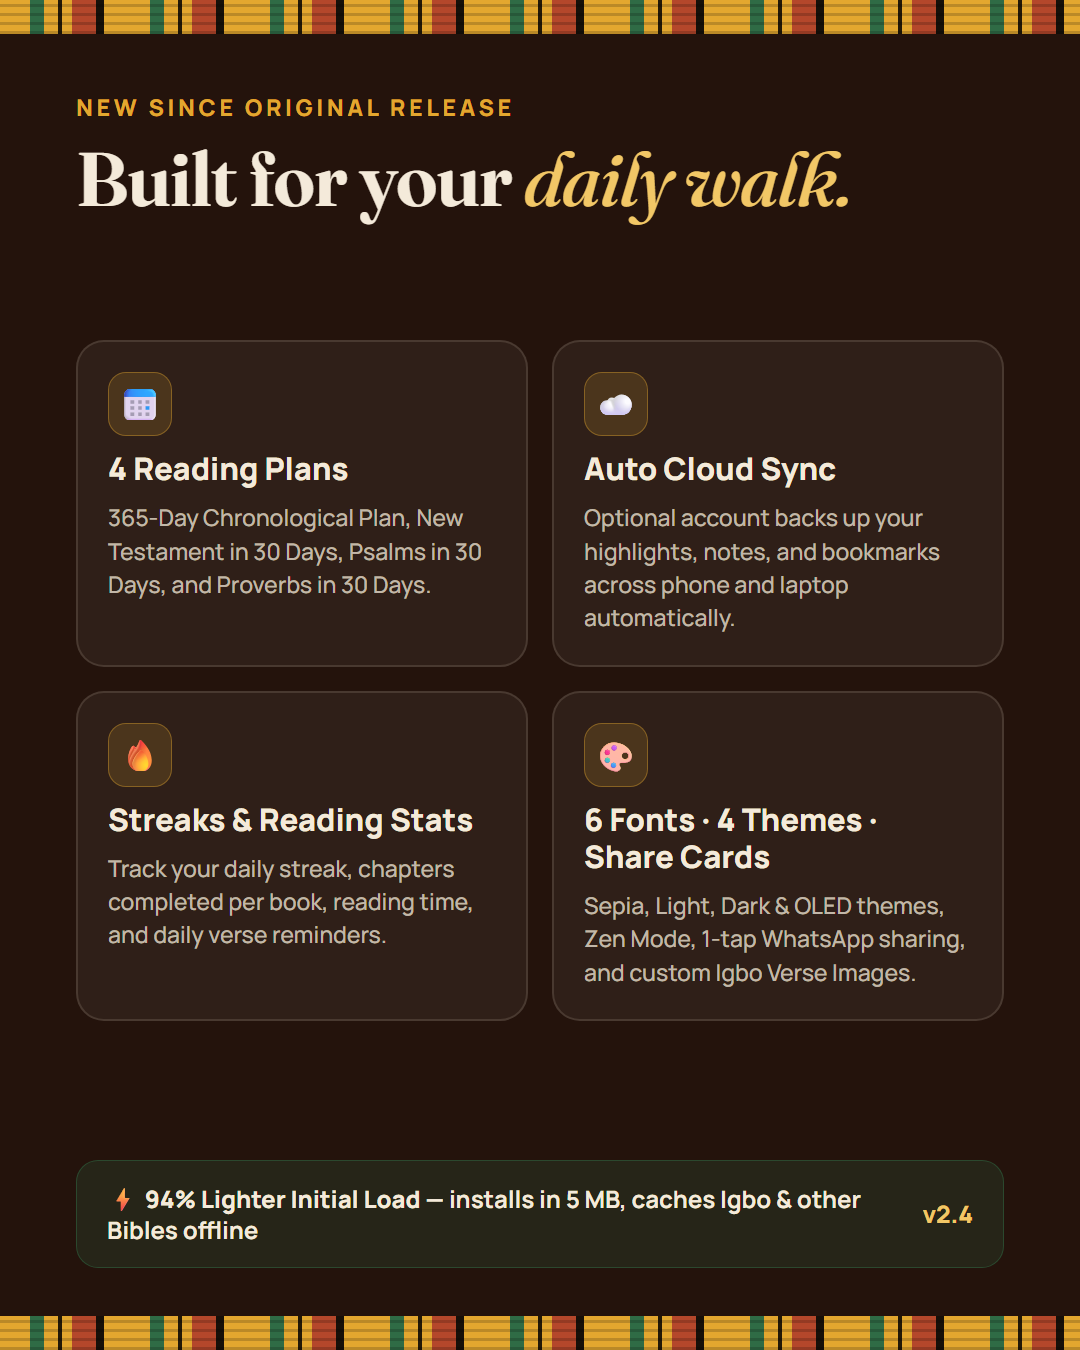 NEW SINCE ORIGINAL RELEASE
Built for your daily walk.
4 Reading Plans
365-Day Chronological Plan, New
Testament in 30 Days, Psalms in 30
Days, and Proverbs in 30 Days.
Auto Cloud Sync
Optional account backs up your
highlights, notes, and bookmarks
across phone and laptop
automatically.
Streaks & Reading Stats
Track your daily streak, chapters
completed per book, reading time,
and daily verse reminders.
6 Fonts · 4 Themes ·
Share Cards
Sepia, Light, Dark & OLED themes,
Zen Mode, 1-tap WhatsApp sharing,
and custom Igbo Verse Images.
94% Lighter Initial Load — installs in 5 MB, caches Igbo & other
Bibles offline
v2.4